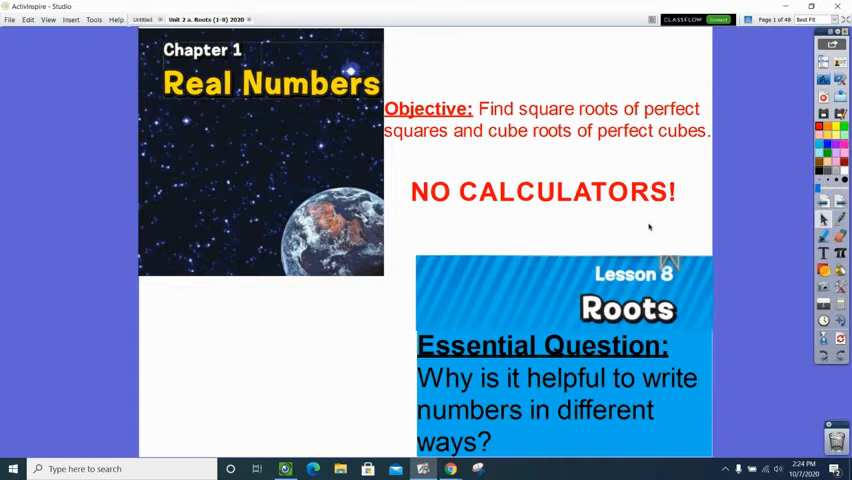 ActivInspire - Studio
File Edit View Insert Tools Help
Untitled
Unit 2 a. Roots (1-8) 2020
CLASSFLOW Connect
Page 1 of 48
Best Fit
Chapter 1
Real Numbers
Objective: Find square roots of perfect
squares and cube roots of perfect cubes.
NO CALCULATORS!
Lesson 8
Roots
Essential Question:
Why is it helpful to write
numbers in different
ways?
Type here to search
2:24 PM
10/7/2020